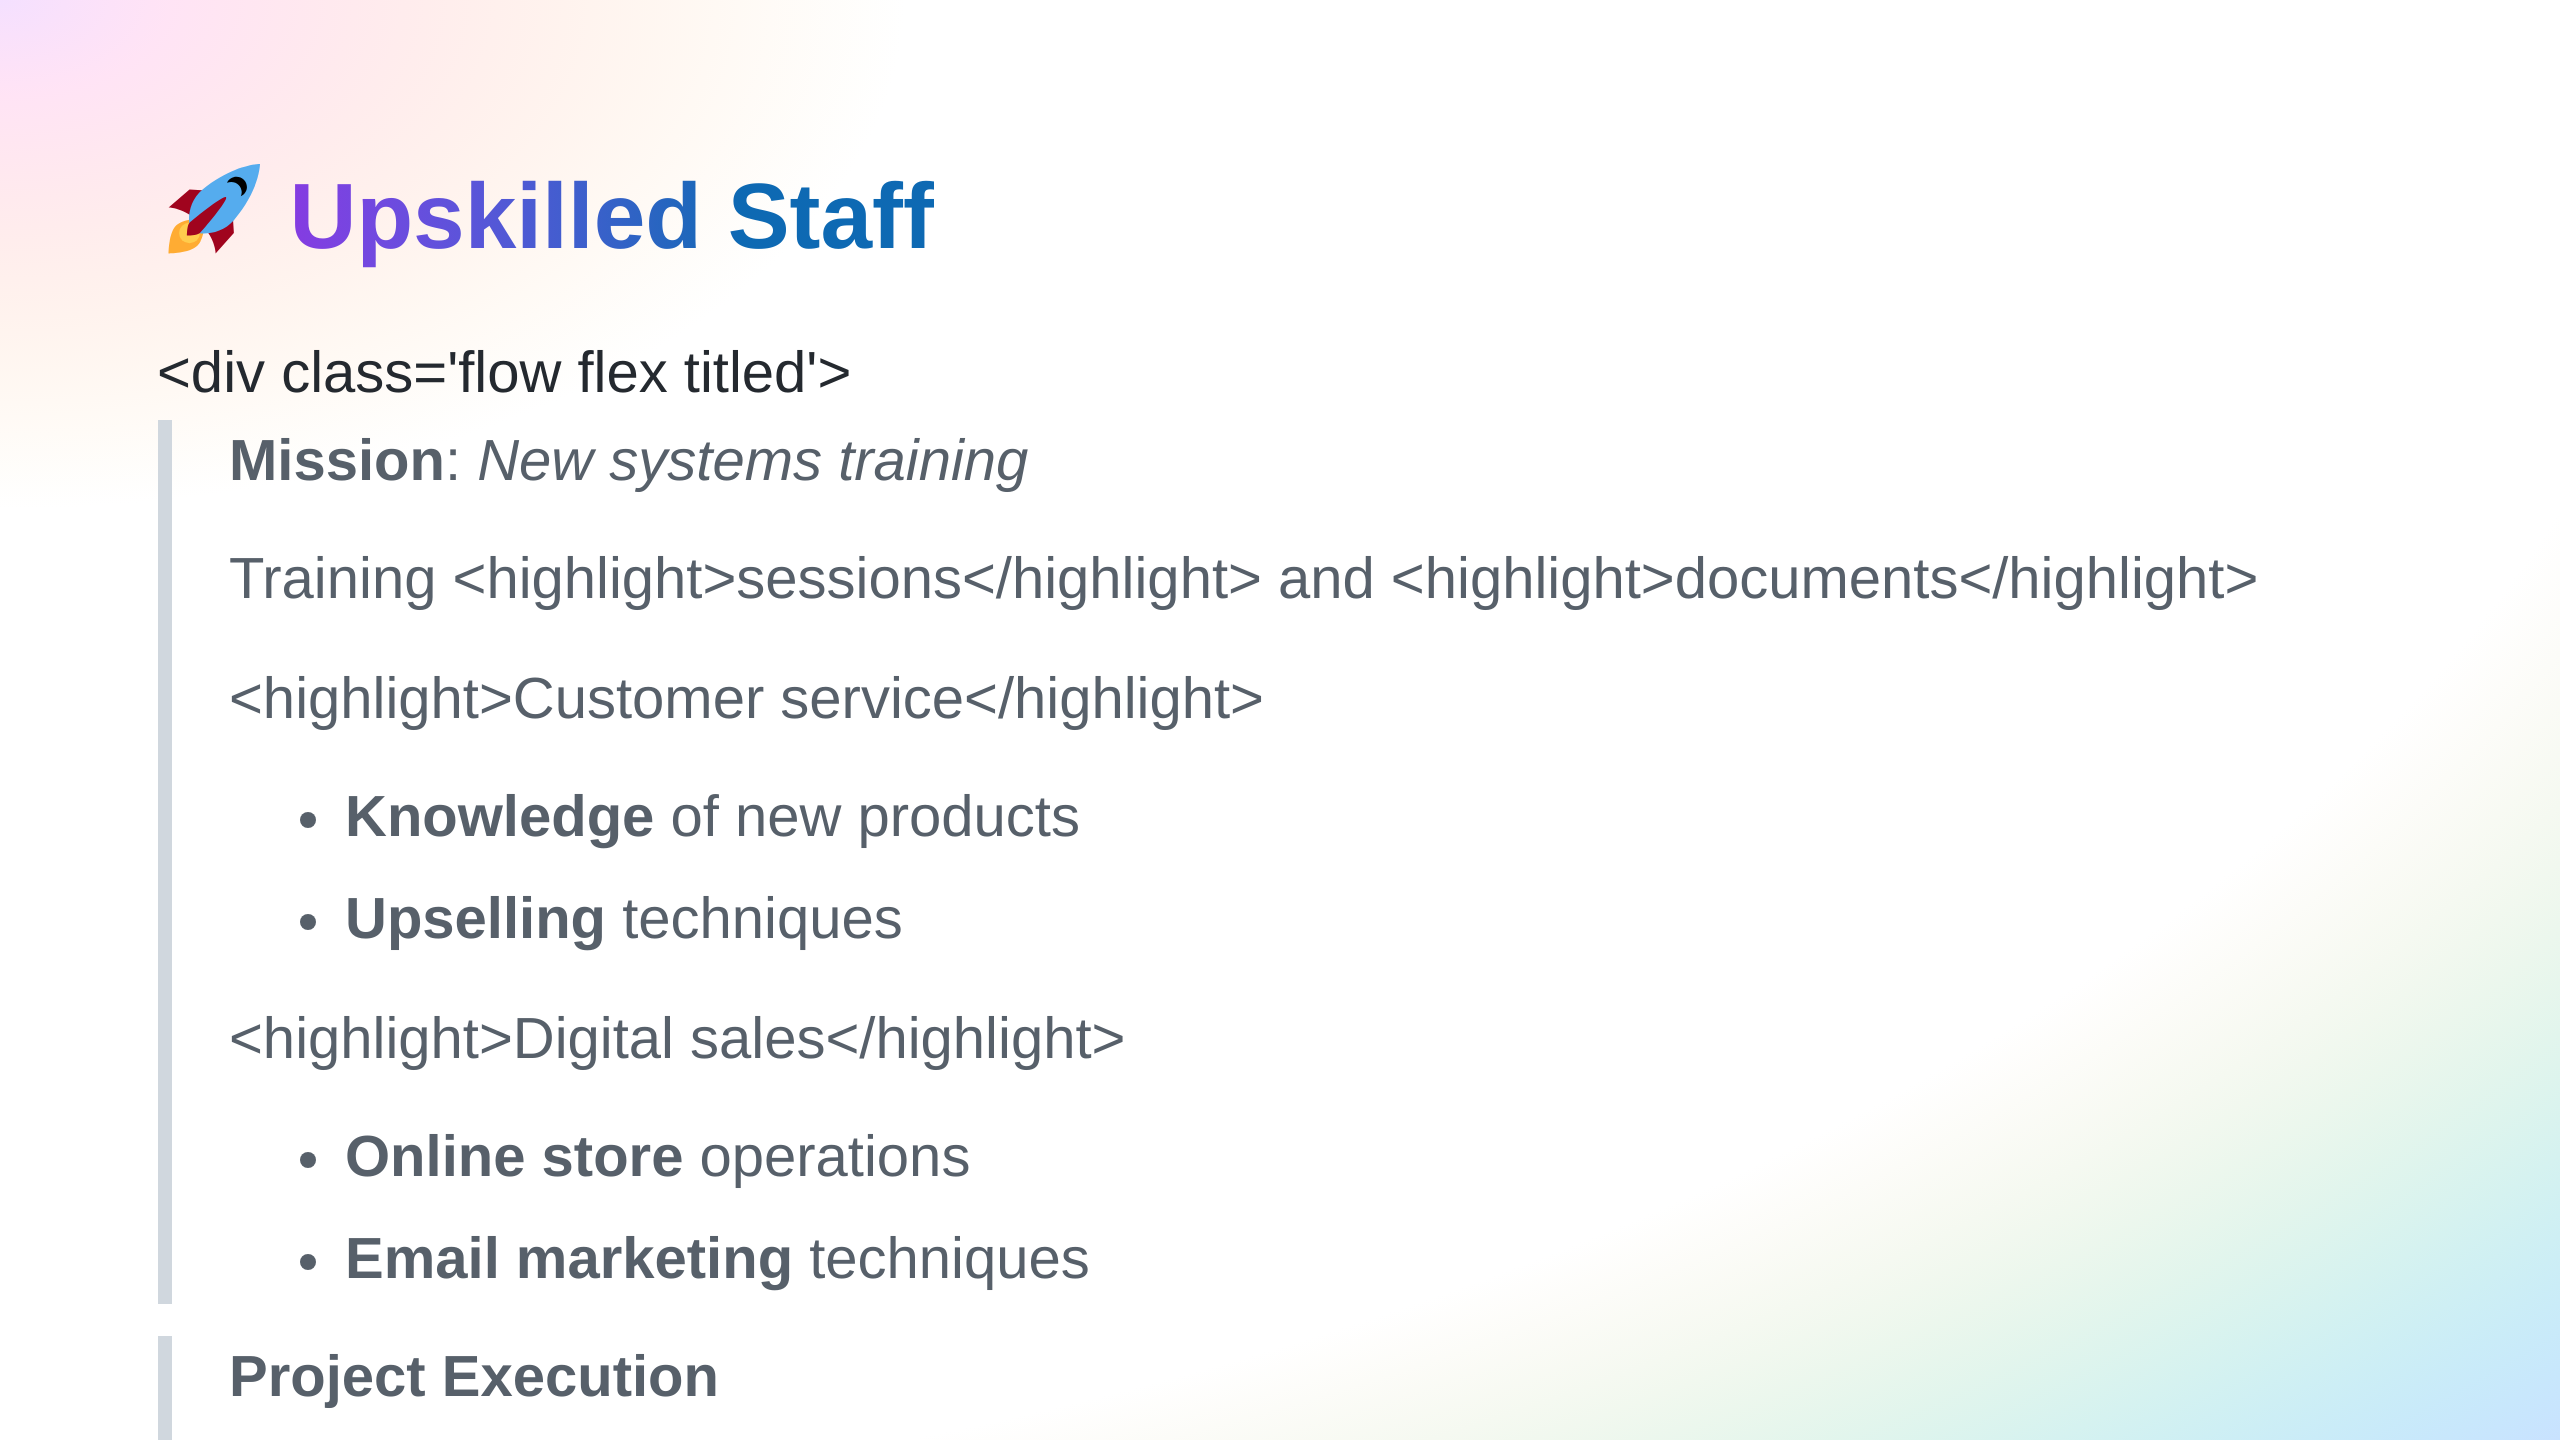 🚀 Upskilled Staff
<div class='flow flex titled'>
Mission: New systems training
Training <highlight>sessions</highlight> and <highlight>documents</highlight>
<highlight>Customer service</highlight>
• Knowledge of new products
• Upselling techniques
<highlight>Digital sales</highlight>
• Online store operations
• Email marketing techniques
Project Execution